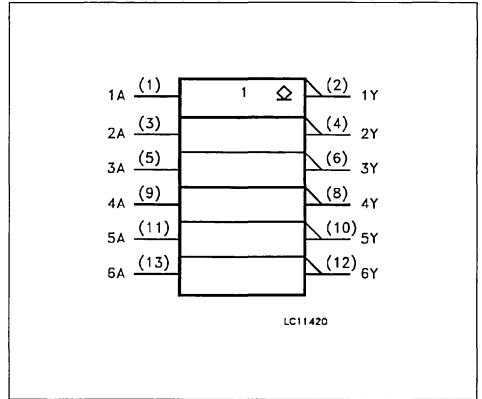 1A (1) 1 (2) 1Y
2A (3) (4) 2Y
3A (5) (6) 3Y
4A (9) (8) 4Y
5A (11) (10) 5Y
6A (13) (12) 6Y
LC11420